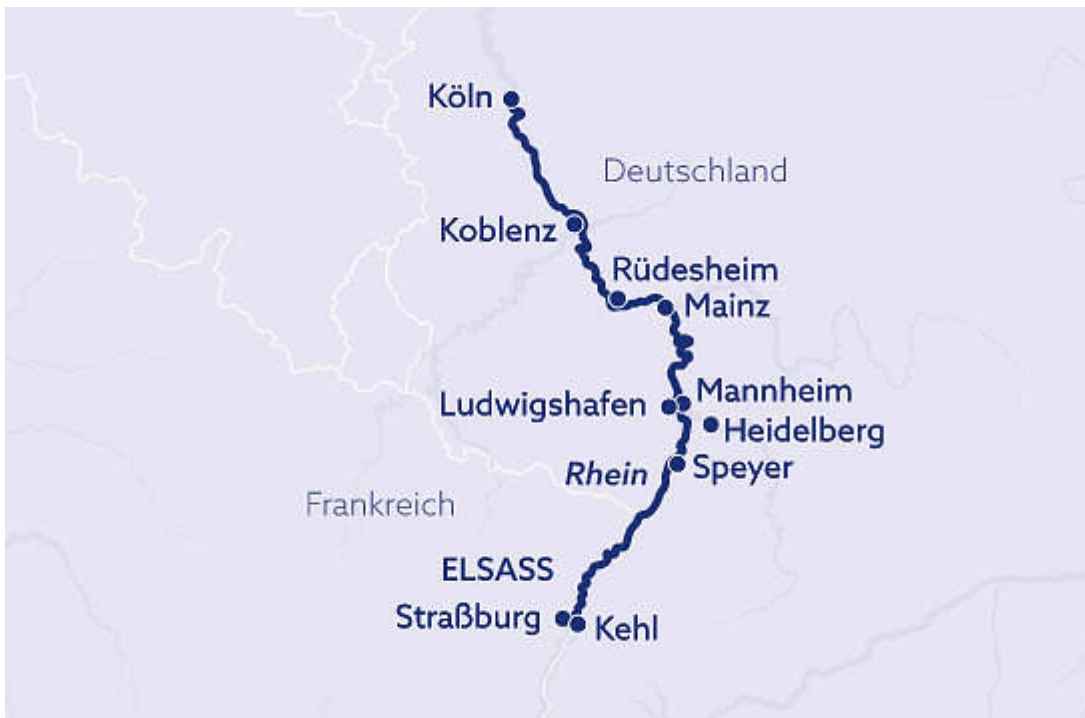 Köln
Deutschland
Koblenz
Rüdesheim
Mainz
Mannheim
Ludwigshafen
Heidelberg
Rhein
Speyer
Frankreich
ELSASS
Straßburg
Kehl